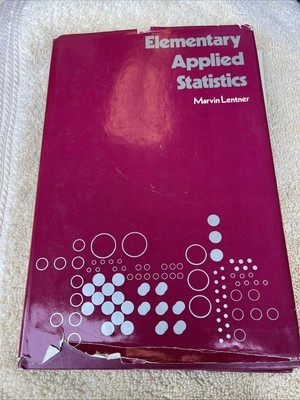 Elementary
Applied
Statistics
Marvin Lentner